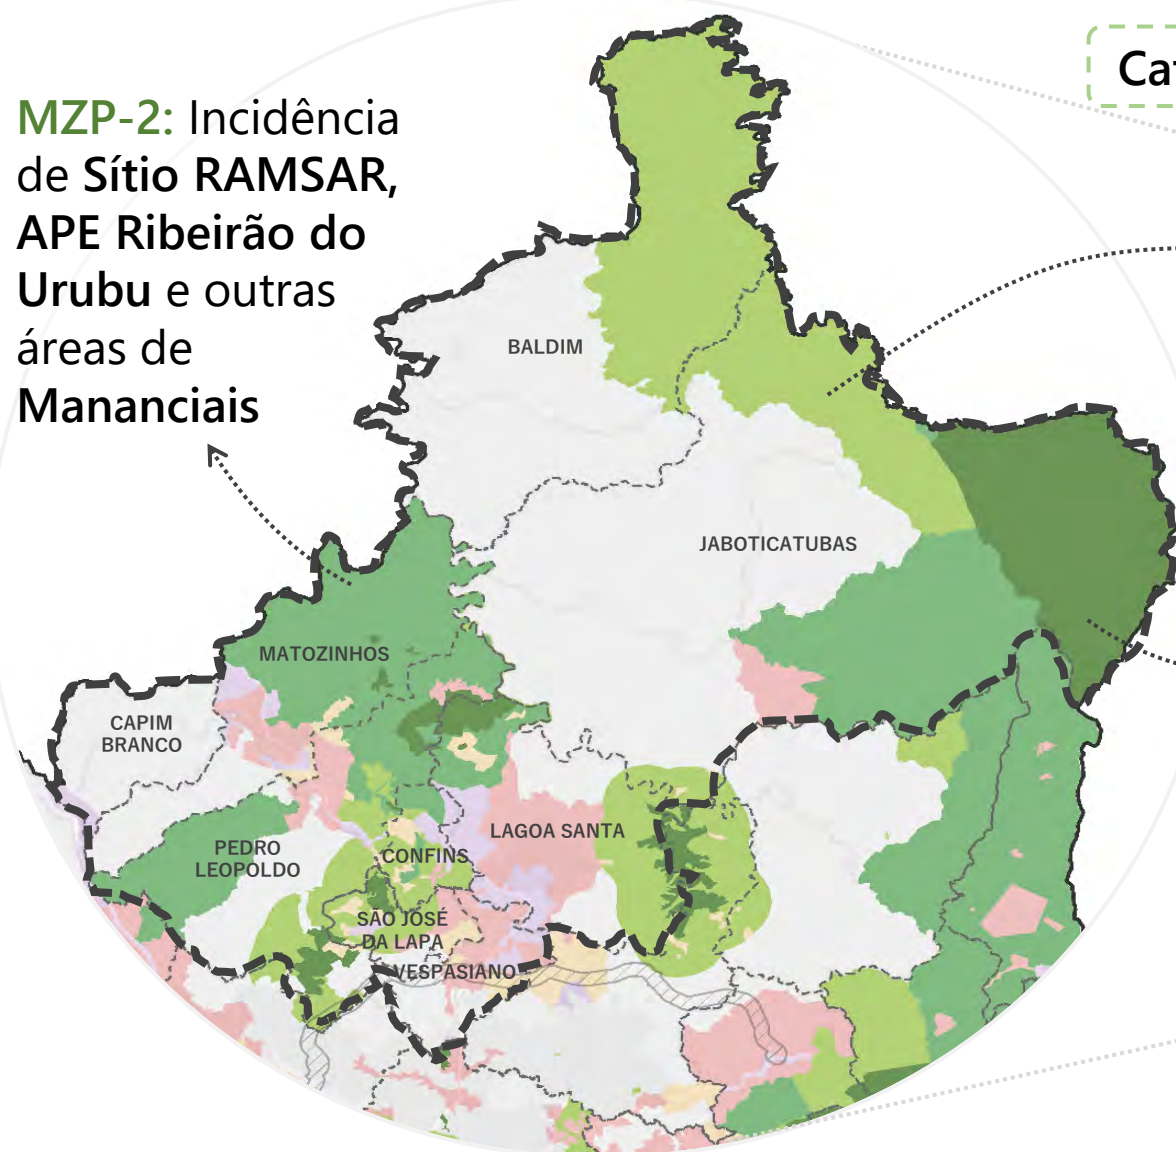 MZP-2: Incidência
de Sítio RAMSAR,
APE Ribeirão do
Urubu e outras
áreas de
Mananciais
BALDIM
JABOTICATUBAS
MATOZINHOS
CAPIM
BRANCO
LAGOA SANTA
PEDRO
LEOPOLDO
CONFINS
SÃO JOSÉ
DA LAPA
VESPASIANO